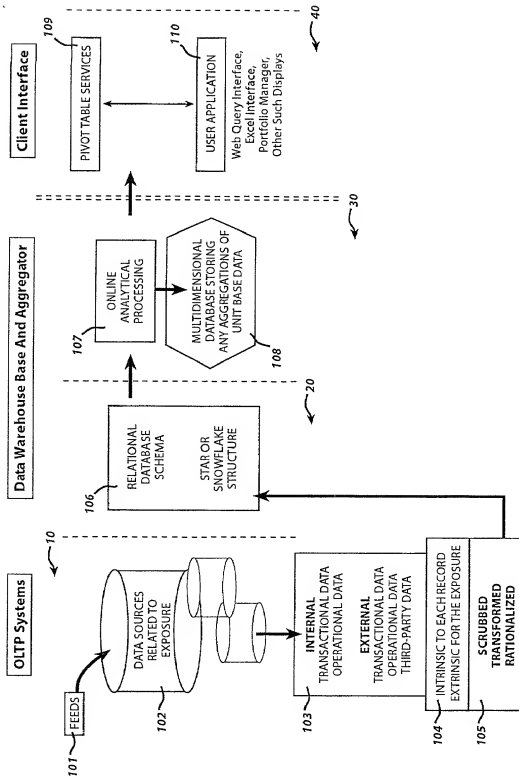 OLTP Systems
10
101
FEEDS
102
DATA SOURCES
RELATED TO
EXPOSURE
103
INTERNAL
TRANSACTIONAL DATA
OPERATIONAL DATA
EXTERNAL
TRANSACTIONAL DATA
OPERATIONAL DATA
THIRD-PARTY DATA
104
INTRINSIC TO EACH RECORD
EXTRINSIC FOR THE EXPOSURE
105
SCRUBBED
TRANSFORMED
RATIONALIZED
Data Warehouse Base And Aggregator
106
RELATIONAL
DATABASE
SCHEMA
STAR OR
SNOWFLAKE
STRUCTURE
20
107
ONLINE
ANALYTICAL
PROCESSING
MULTIDIMENSIONAL
DATABASE STORING
ANY AGGREGATIONS OF
UNIT BASE DATA
108
30
Client Interface
109
PIVOT TABLE SERVICES
110
USER APPLICATION
Web Query Interface,
Excel Interface,
Portfolio Manager,
Other Such Displays
40